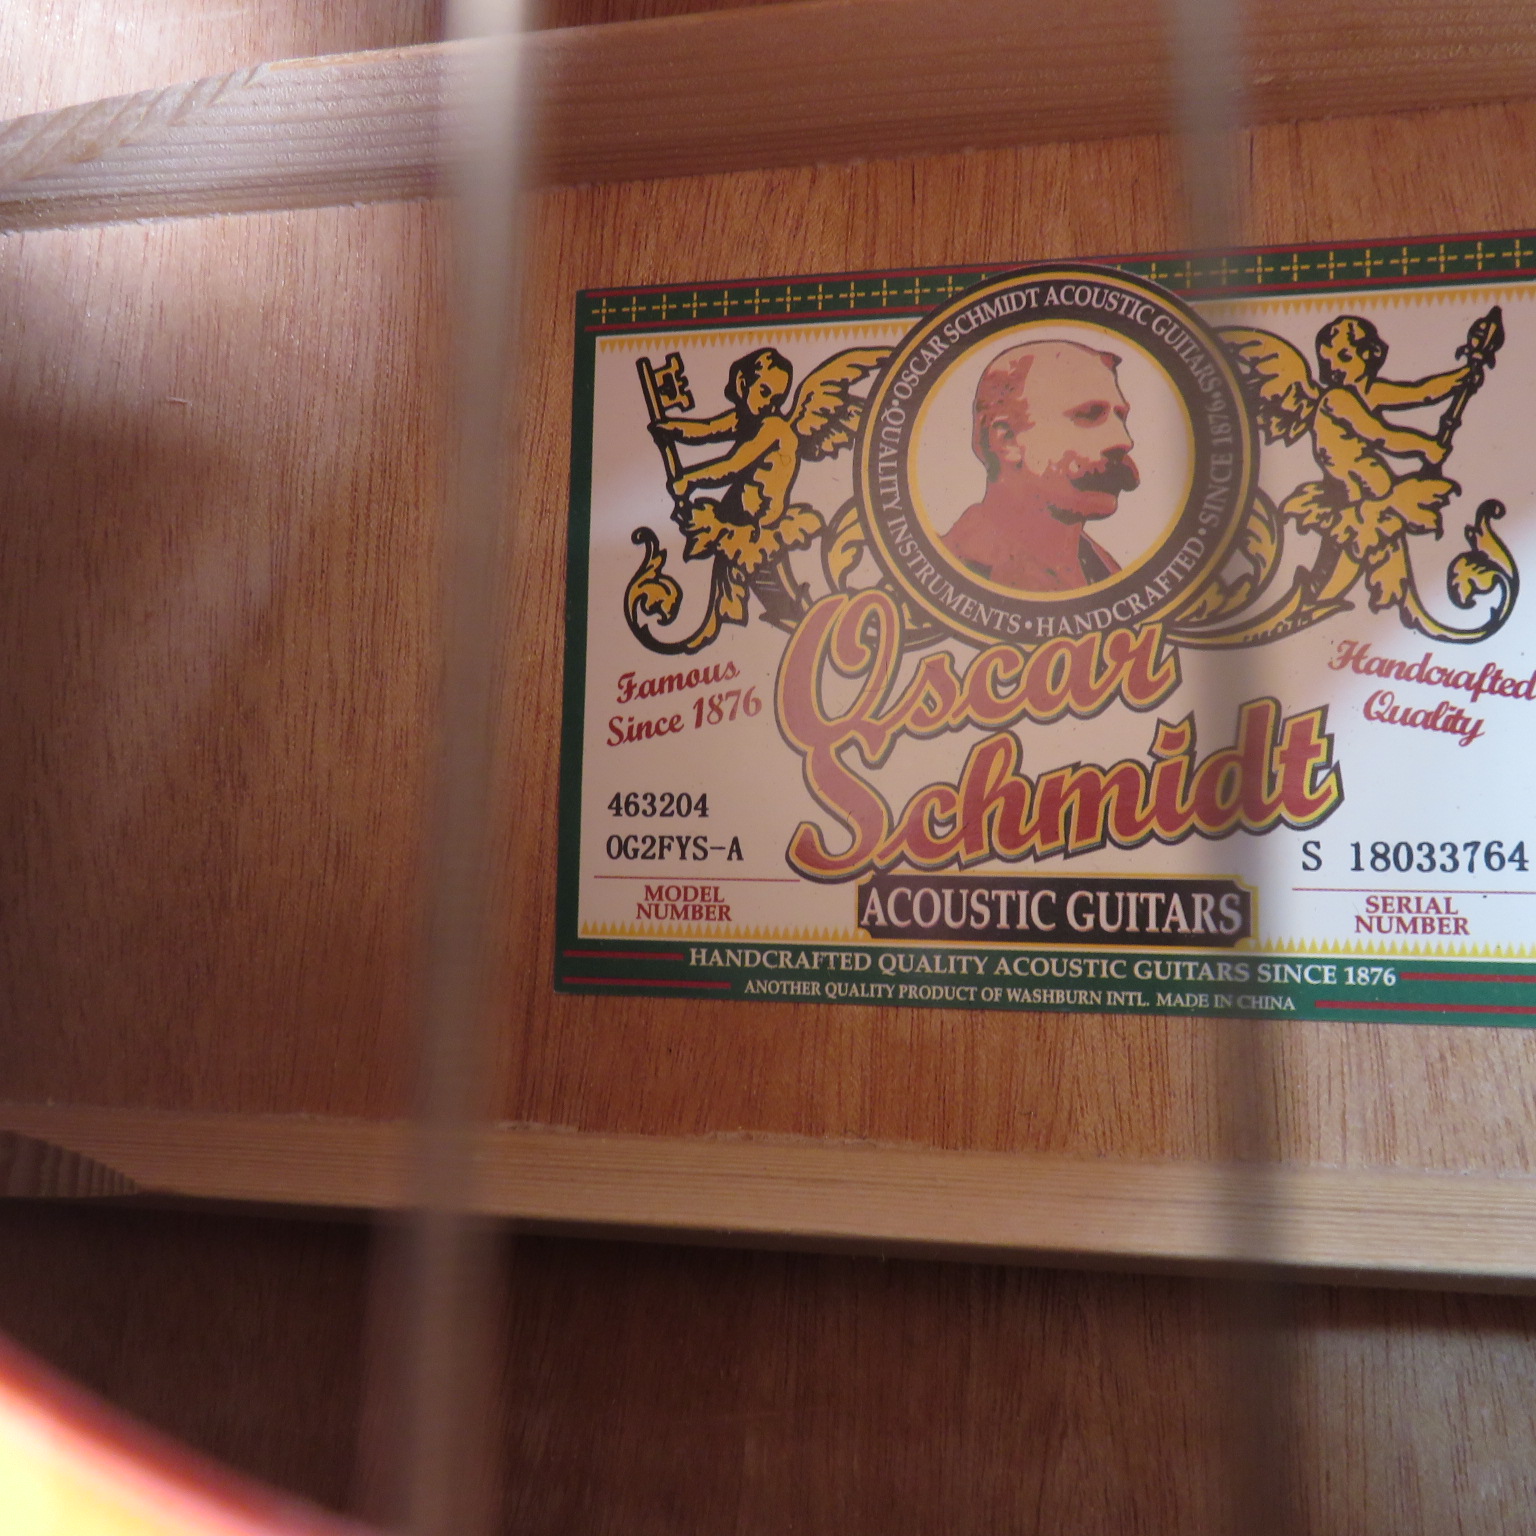 OSCAR SCHMIDT ACOUSTIC GUITARS • SINCE 1876 •
QUALITY INSTRUMENTS • HANDCRAFTED •
Famous
Since 1876
Oscar
Schmidt
Handcrafted
Quality
463204
OG2FYS-A
MODEL
NUMBER
ACOUSTIC GUITARS
S 18033764
SERIAL
NUMBER
HANDCRAFTED QUALITY ACOUSTIC GUITARS SINCE 1876
ANOTHER QUALITY PRODUCT OF WASHBURN INTL. MADE IN CHINA